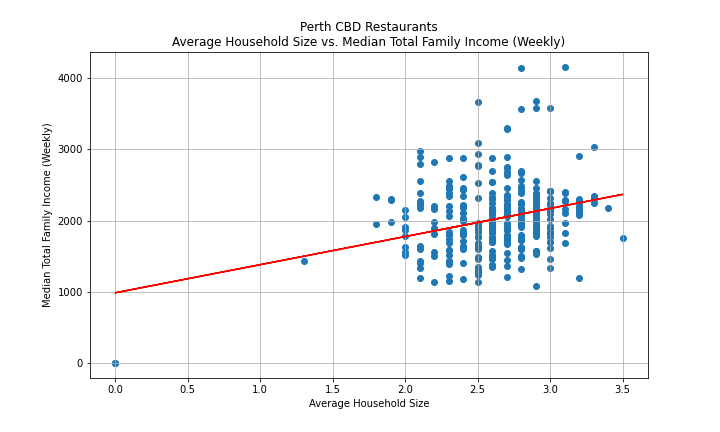 Perth CBD Restaurants
Average Household Size vs. Median Total Family Income (Weekly)
Median Total Family Income (Weekly)
4000
3000
2000
1000
0
0.0 0.5 1.0 1.5 2.0 2.5 3.0 3.5
Average Household Size